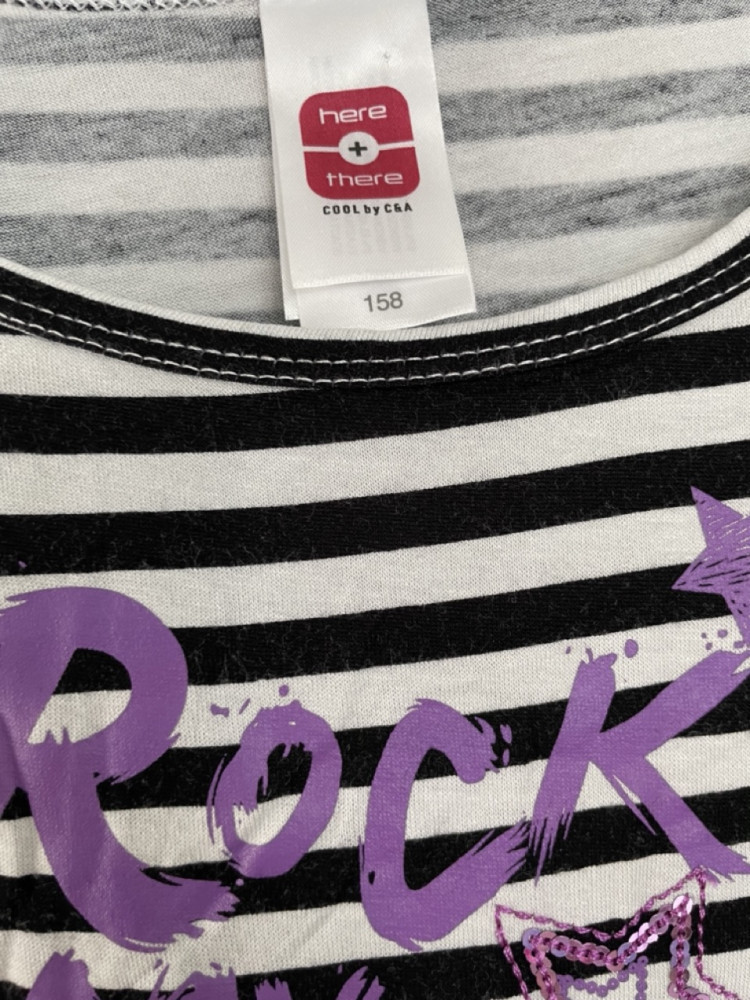 here
+
there
COOL by C&A
158
ROCK